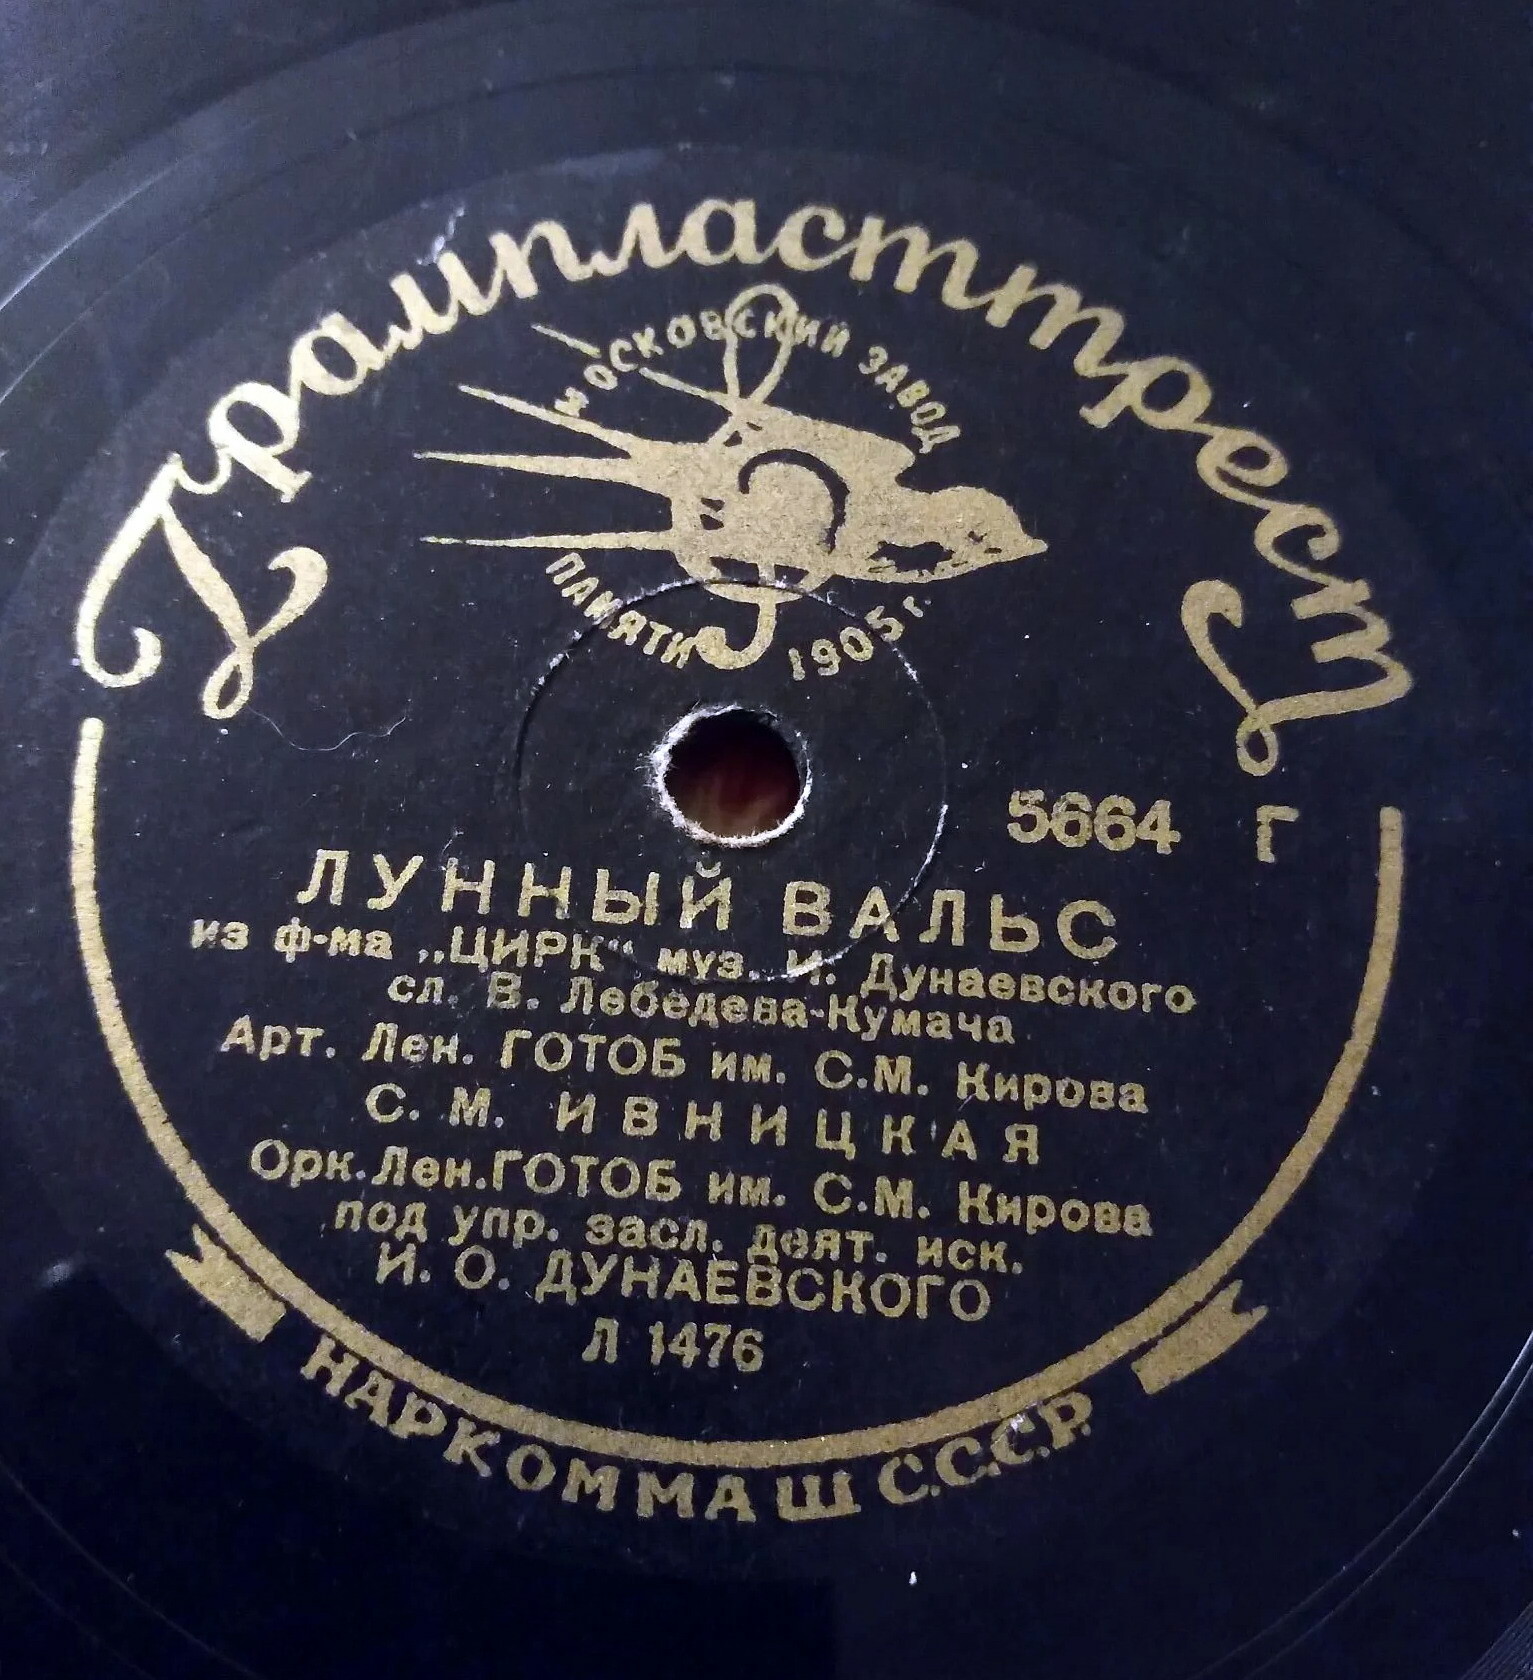 Грампласттрест
МОСКОВСКИЙ ЗАВОД
ПАМЯТИ 1905 г.
5664 Г
ЛУННЫЙ ВАЛЬС
из ф-ма „ЦИРК“ муз. И. Дунаевского
сл. В. Лебедева-Кумача
Арт. Лен. ГОТОБ им. С.М. Кирова
С. М. ИВНИЦКАЯ
Орк. Лен. ГОТОБ им. С.М. Кирова
под упр. засл. деят. иск.
И. О. ДУНАЕВСКОГО
Л 1476
НАРКОММАШ С.С.С.Р.